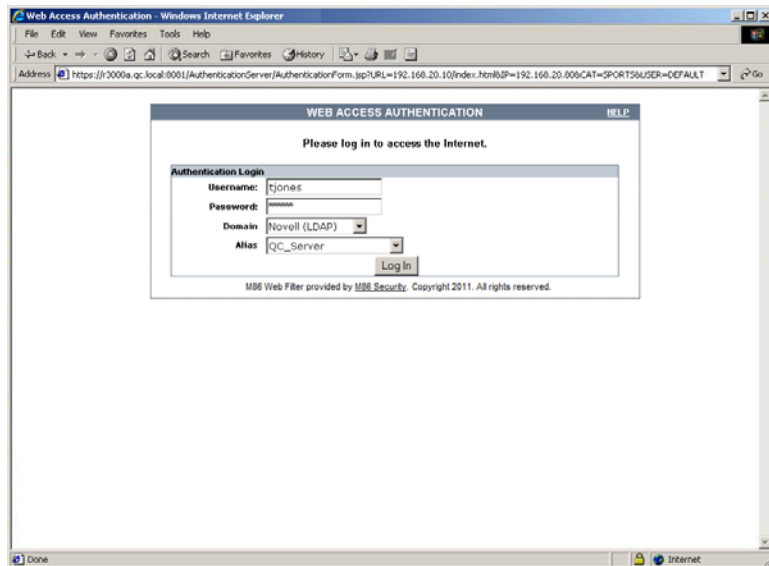 Web Access Authentication - Windows Internet Explorer
File Edit View Favorites Tools Help
Back Search Favorites History
Address https://r3000a.qc.local:8081/AuthenticationServer/AuthenticationForm.jsp?URL=192.168.20.10/index.html&IP=192.168.20.80&CAT=SPORTS&USER=DEFAULT Go
WEB ACCESS AUTHENTICATION HELP
Please log in to access the Internet.
Authentication Login
Username: tjones
Password:
Domain Novell (LDAP)
Alias QC_Server
Log In
M86 Web Filter provided by M86 Security. Copyright 2011. All rights reserved.
Done Internet